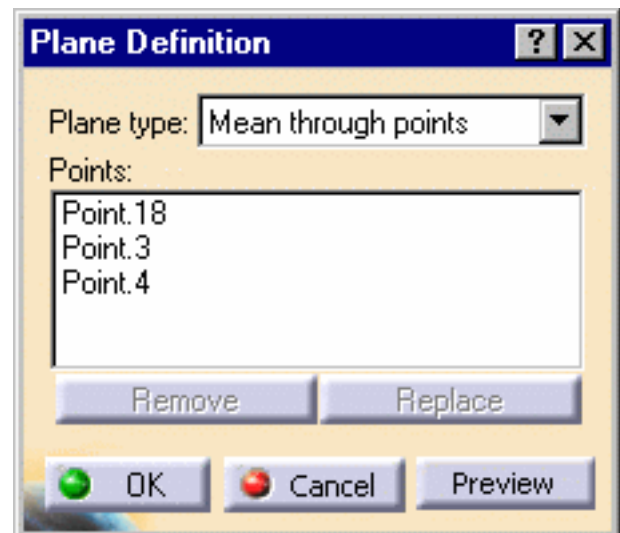 Plane Definition ? ×
Plane type: Mean through points
Points:
Point.18
Point.3
Point.4
Remove Replace
OK Cancel Preview